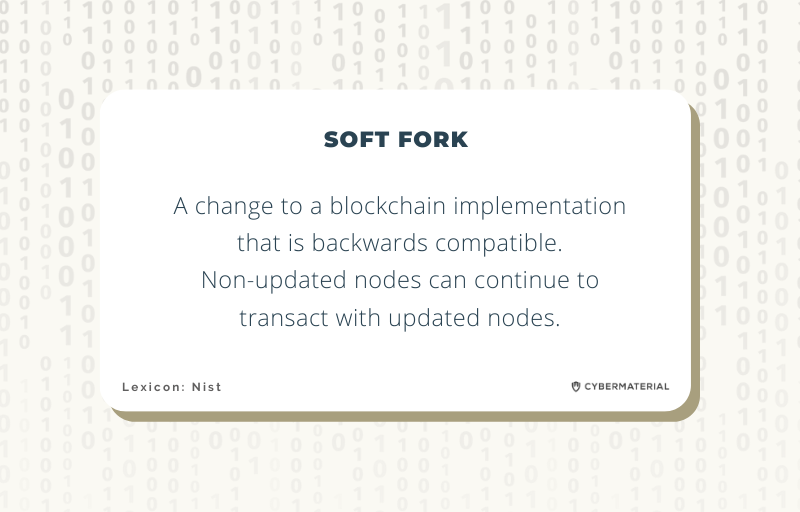 SOFT FORK
A change to a blockchain implementation
that is backwards compatible.
Non-updated nodes can continue to
transact with updated nodes.
Lexicon: Nist
CYBERMATERIAL